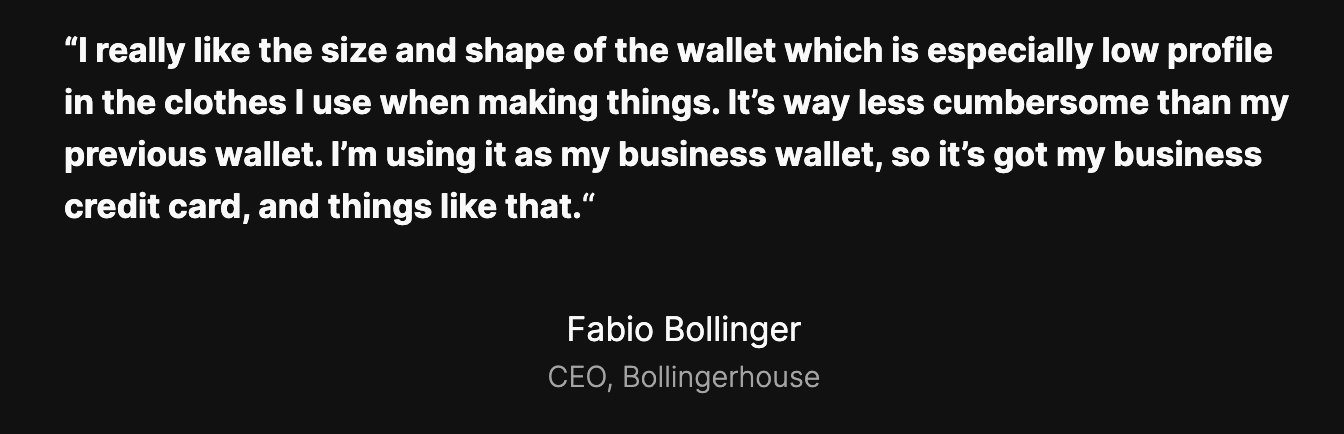 “I really like the size and shape of the wallet which is especially low profile
in the clothes I use when making things. It’s way less cumbersome than my
previous wallet. I’m using it as my business wallet, so it’s got my business
credit card, and things like that.“
Fabio Bollinger
CEO, Bollingerhouse